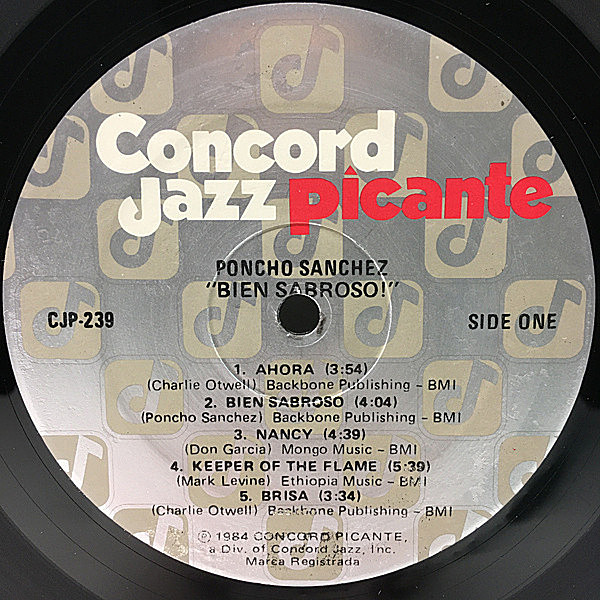 Concord
Jazz picante
PONCHO SANCHEZ
"BIEN SABROSO!"
CJP-239
SIDE ONE
1. AHORA (3:54)
(Charlie Otwell) Backbone Publishing – BMI
2. BIEN SABROSO (4:04)
(Poncho Sanchez) Backbone Publishing – BMI
3. NANCY (4:39)
(Don Garcia) Mongo Music – BMI
4. KEEPER OF THE FLAME (5:39)
(Mark Levine) Ethiopia Music – BMI
5. BRISA (3:34)
(Charlie Otwell) Backbone Publishing – BMI
℗ 1984 CONCORD PICANTE,
a Div. of Concord Jazz, Inc.
Marca Registrada